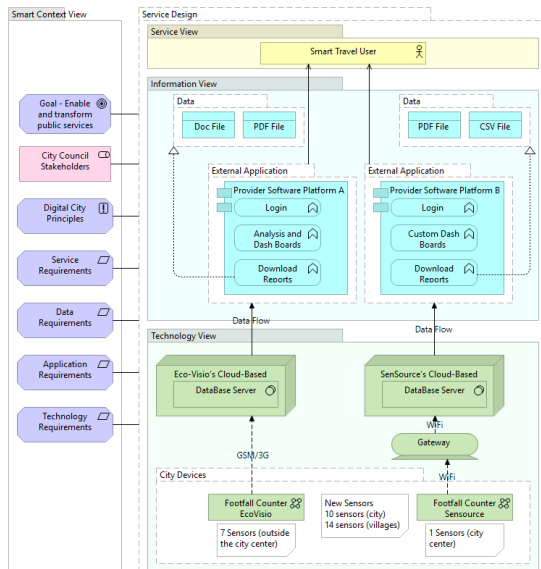 Smart Context View
Service Design
Service View
Smart Travel User
Information View
Data
Doc File
PDF File
Data
PDF File
CSV File
Goal - Enable
and transform
public services
City Council
Stakeholders
Digital City
Principles
Service
Requirements
Data
Requirements
Application
Requirements
Technology
Requirements
External Application
Provider Software Platform A
Login
Analysis and
Dash Boards
Download
Reports
External Application
Provider Software Platform B
Login
Custom Dash
Boards
Download
Reports
Data Flow
Data Flow
Technology View
Eco-Visio's Cloud-Based
DataBase Server
SenSource's Cloud-Based
DataBase Server
WiFi
Gateway
GSM/3G
WiFi
City Devices
Footfall Counter
EcoVisio
7 Sensors (outside
the city center)
New Sensors
10 sensors (city)
14 sensors (villages)
Footfall Counter
Sensource
1 Sensors (city
center)